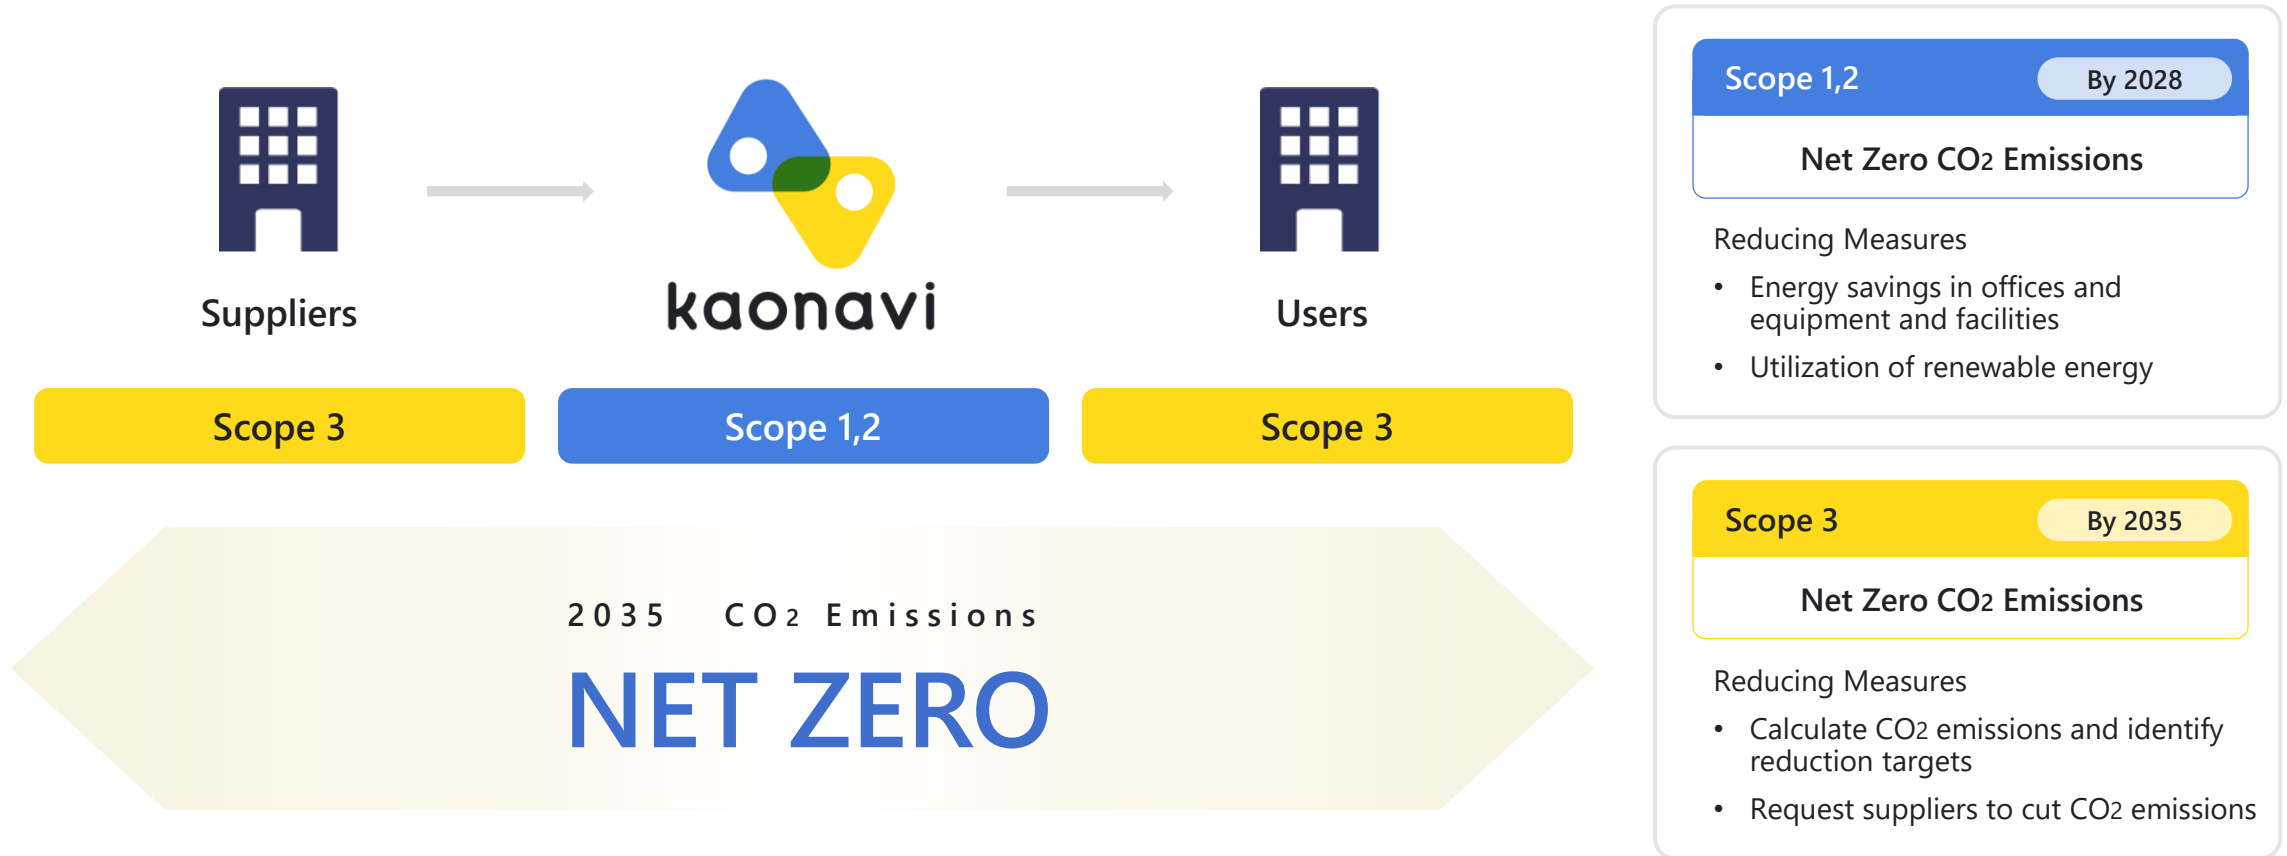 Suppliers
kaonavi
Users
Scope 3
Scope 1,2
Scope 3
2035 CO2 Emissions
NET ZERO
Scope 1,2
By 2028
Net Zero CO2 Emissions
Reducing Measures
• Energy savings in offices and
equipment and facilities
• Utilization of renewable energy
Scope 3
By 2035
Net Zero CO2 Emissions
Reducing Measures
• Calculate CO2 emissions and identify
reduction targets
• Request suppliers to cut CO2 emissions